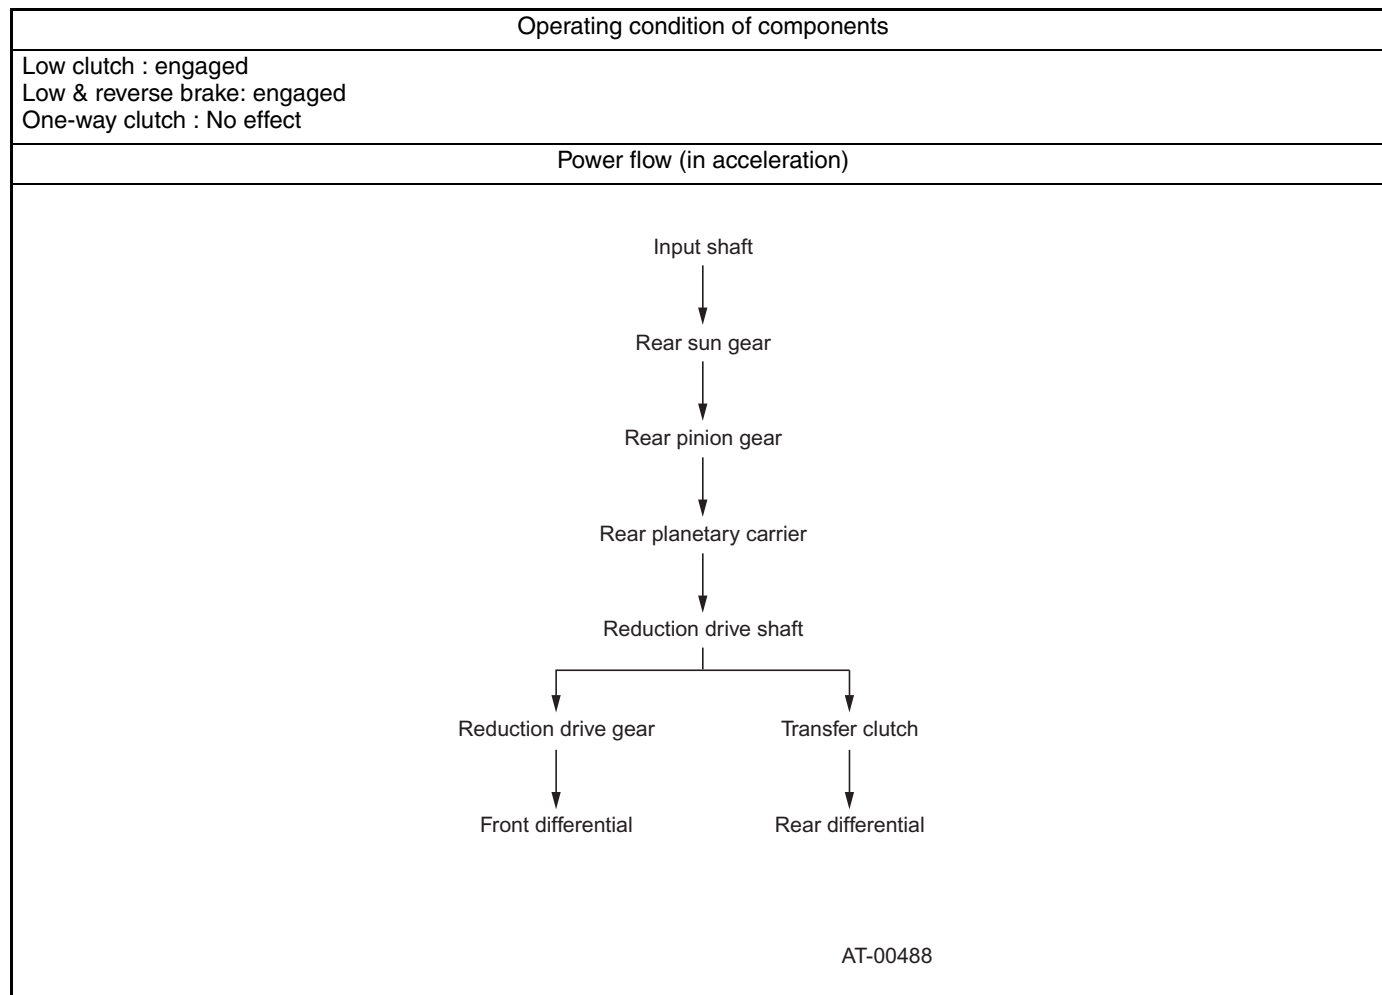 Operating condition of components
Low clutch : engaged
Low & reverse brake: engaged
One-way clutch : No effect
Power flow (in acceleration)
Input shaft
Rear sun gear
Rear pinion gear
Rear planetary carrier
Reduction drive shaft
Reduction drive gear
Transfer clutch
Front differential
Rear differential
AT-00488